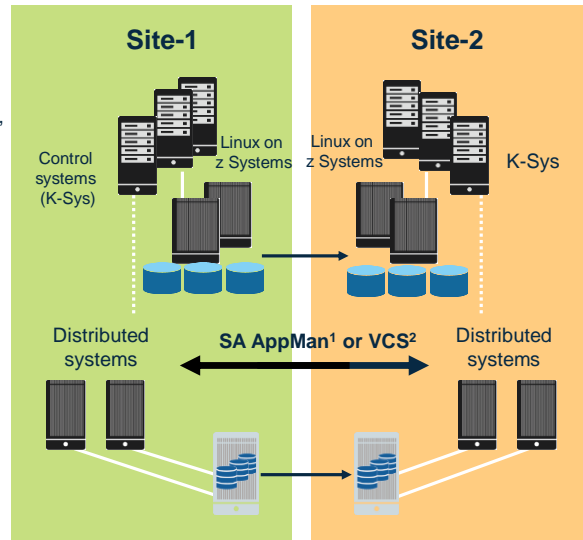 Site-1
Site-2
,
Control
systems
(K-Sys)
Linux on
z Systems
Linux on
z Systems
K-Sys
Distributed
systems
SA AppMan¹ or VCS²
Distributed
systems